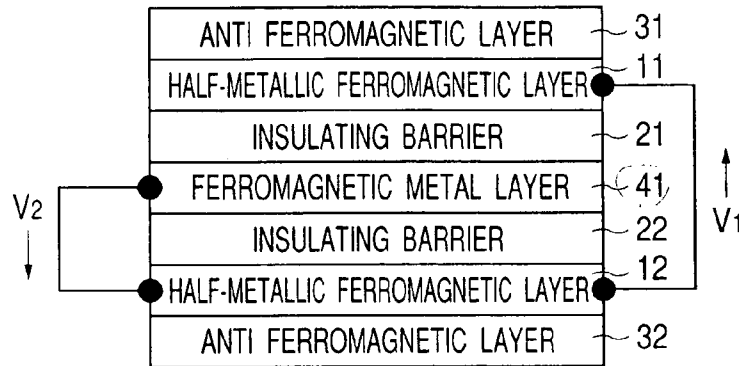 ANTI FERROMAGNETIC LAYER 31
HALF-METALLIC FERROMAGNETIC LAYER 11
INSULATING BARRIER 21
FERROMAGNETIC METAL LAYER 41
INSULATING BARRIER 22
HALF-METALLIC FERROMAGNETIC LAYER 12
ANTI FERROMAGNETIC LAYER 32
V2
V1